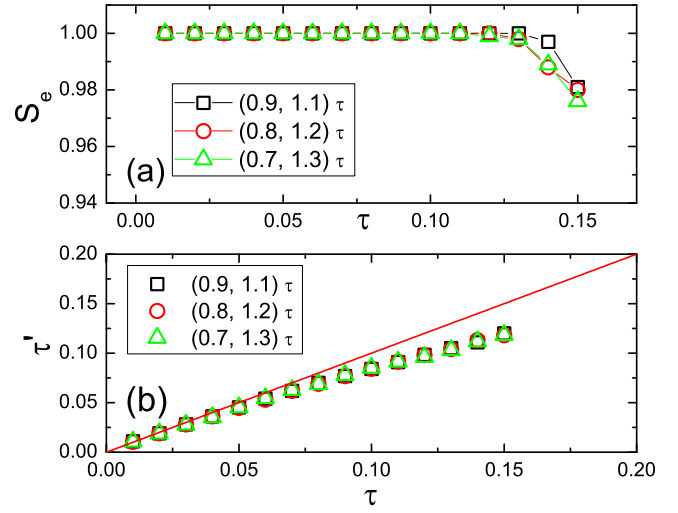 1.00
0.98
0.96
0.94
S_e
(0.9, 1.1) τ
(0.8, 1.2) τ
(0.7, 1.3) τ
(a)
0.00 0.05 0.10 0.15
τ
0.20
0.15
0.10
0.05
0.00
τ'
(0.9, 1.1) τ
(0.8, 1.2) τ
(0.7, 1.3) τ
(b)
0.00 0.05 0.10 0.15 0.20
τ